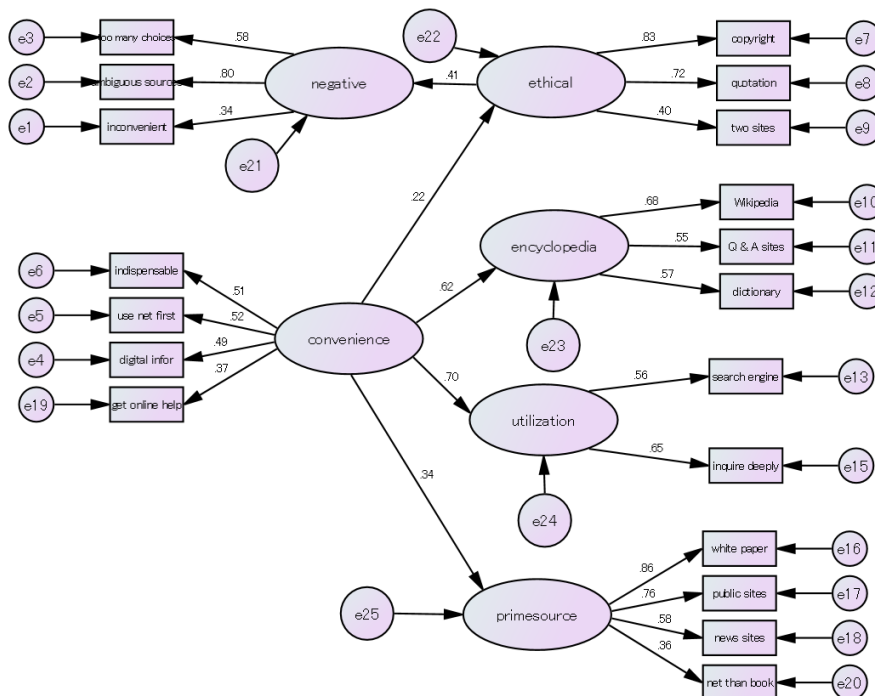 e3
oo many choices
.58
e22
.83
copyright
e7
e2
ambiguous sources
.80
negative
.41
ethical
.72
quotation
e8
e1
inconvenient
.34
.40
two sites
e9
e21
.22
.68
Wikipedia
e10
encyclopedia
.55
Q & A sites
e11
.57
dictionary
e12
e6
indispensable
.51
.62
e23
e5
use net first
.52
convenience
e4
digital infor
.49
.70
.56
search engine
e13
e19
get online help
.37
utilization
.65
inquire deeply
e15
.34
e24
.86
white paper
e16
.76
public sites
e17
e25
primesource
.58
news sites
e18
.36
net than book
e20